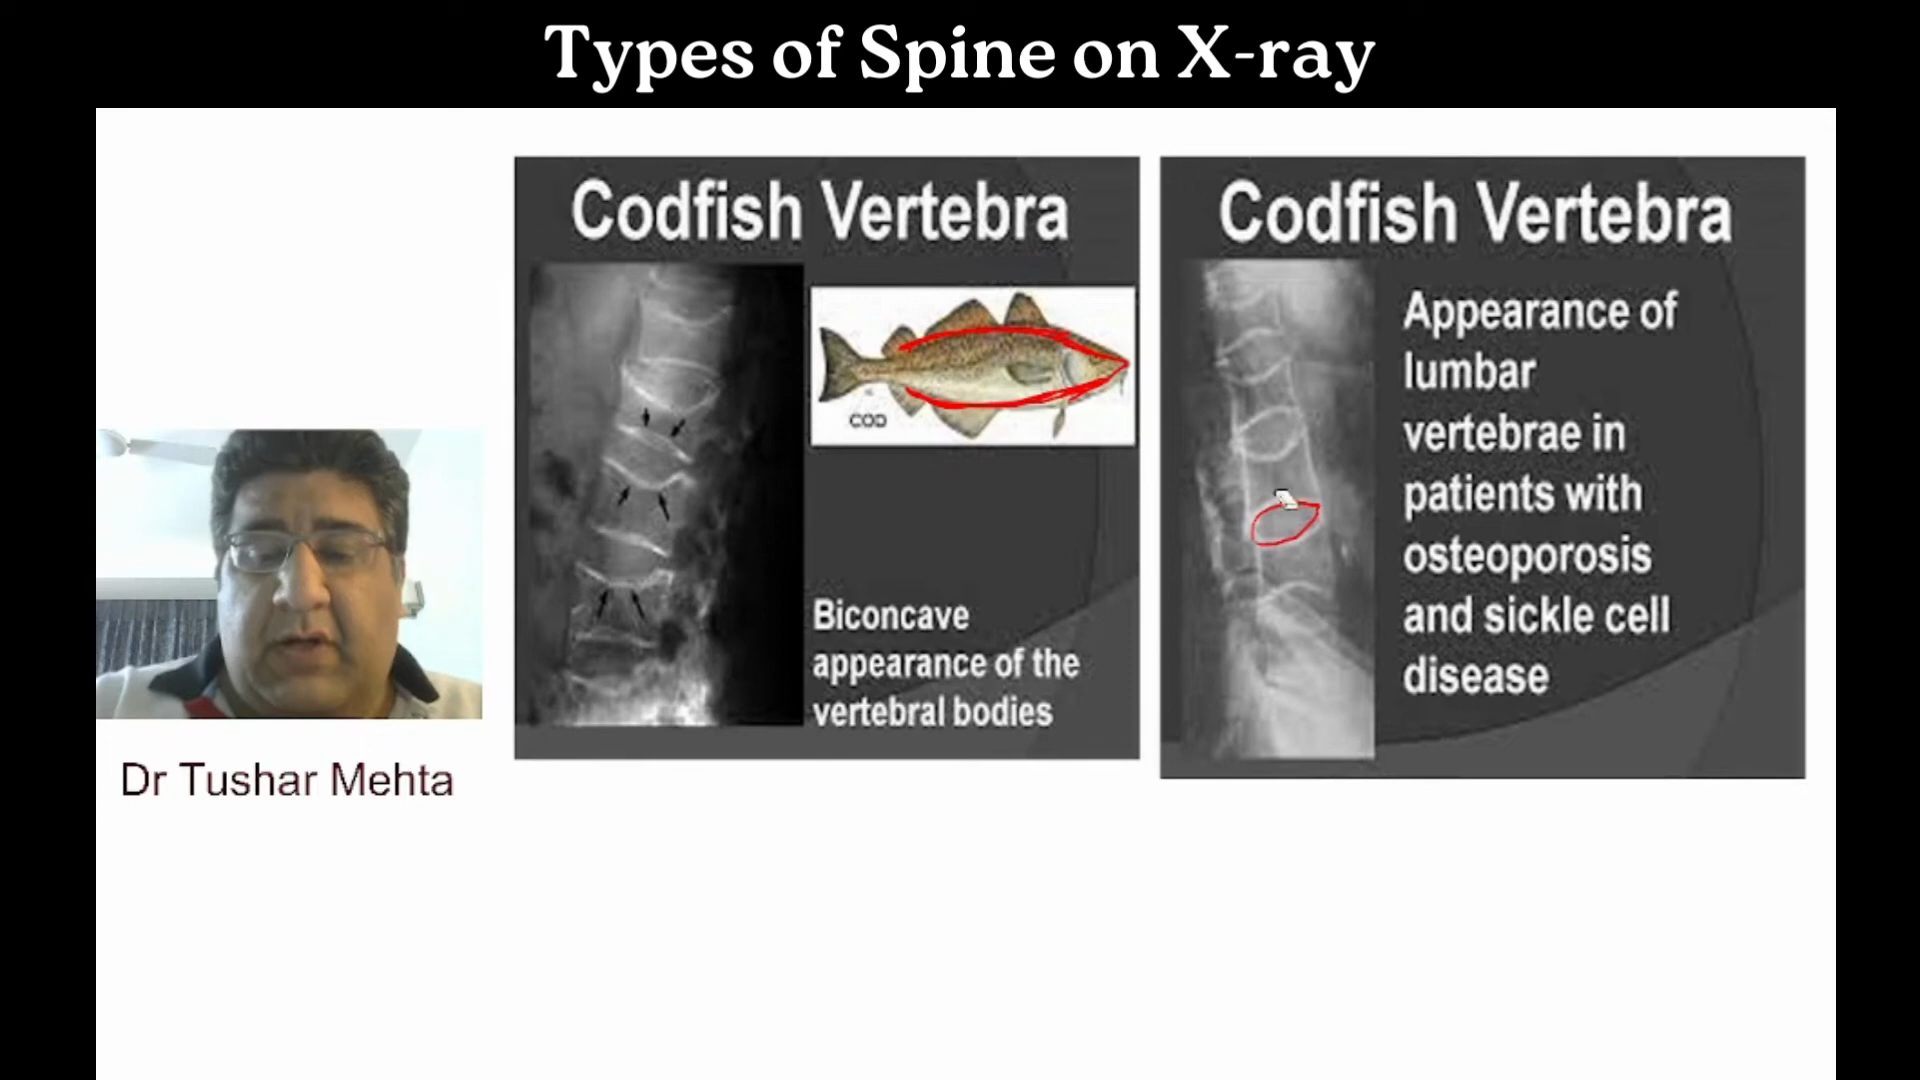 Types of Spine on X-ray
Codfish Vertebra
COD
Biconcave
appearance of the
vertebral bodies
Codfish Vertebra
Appearance of
lumbar
vertebrae in
patients with
osteoporosis
and sickle cell
disease
Dr Tushar Mehta